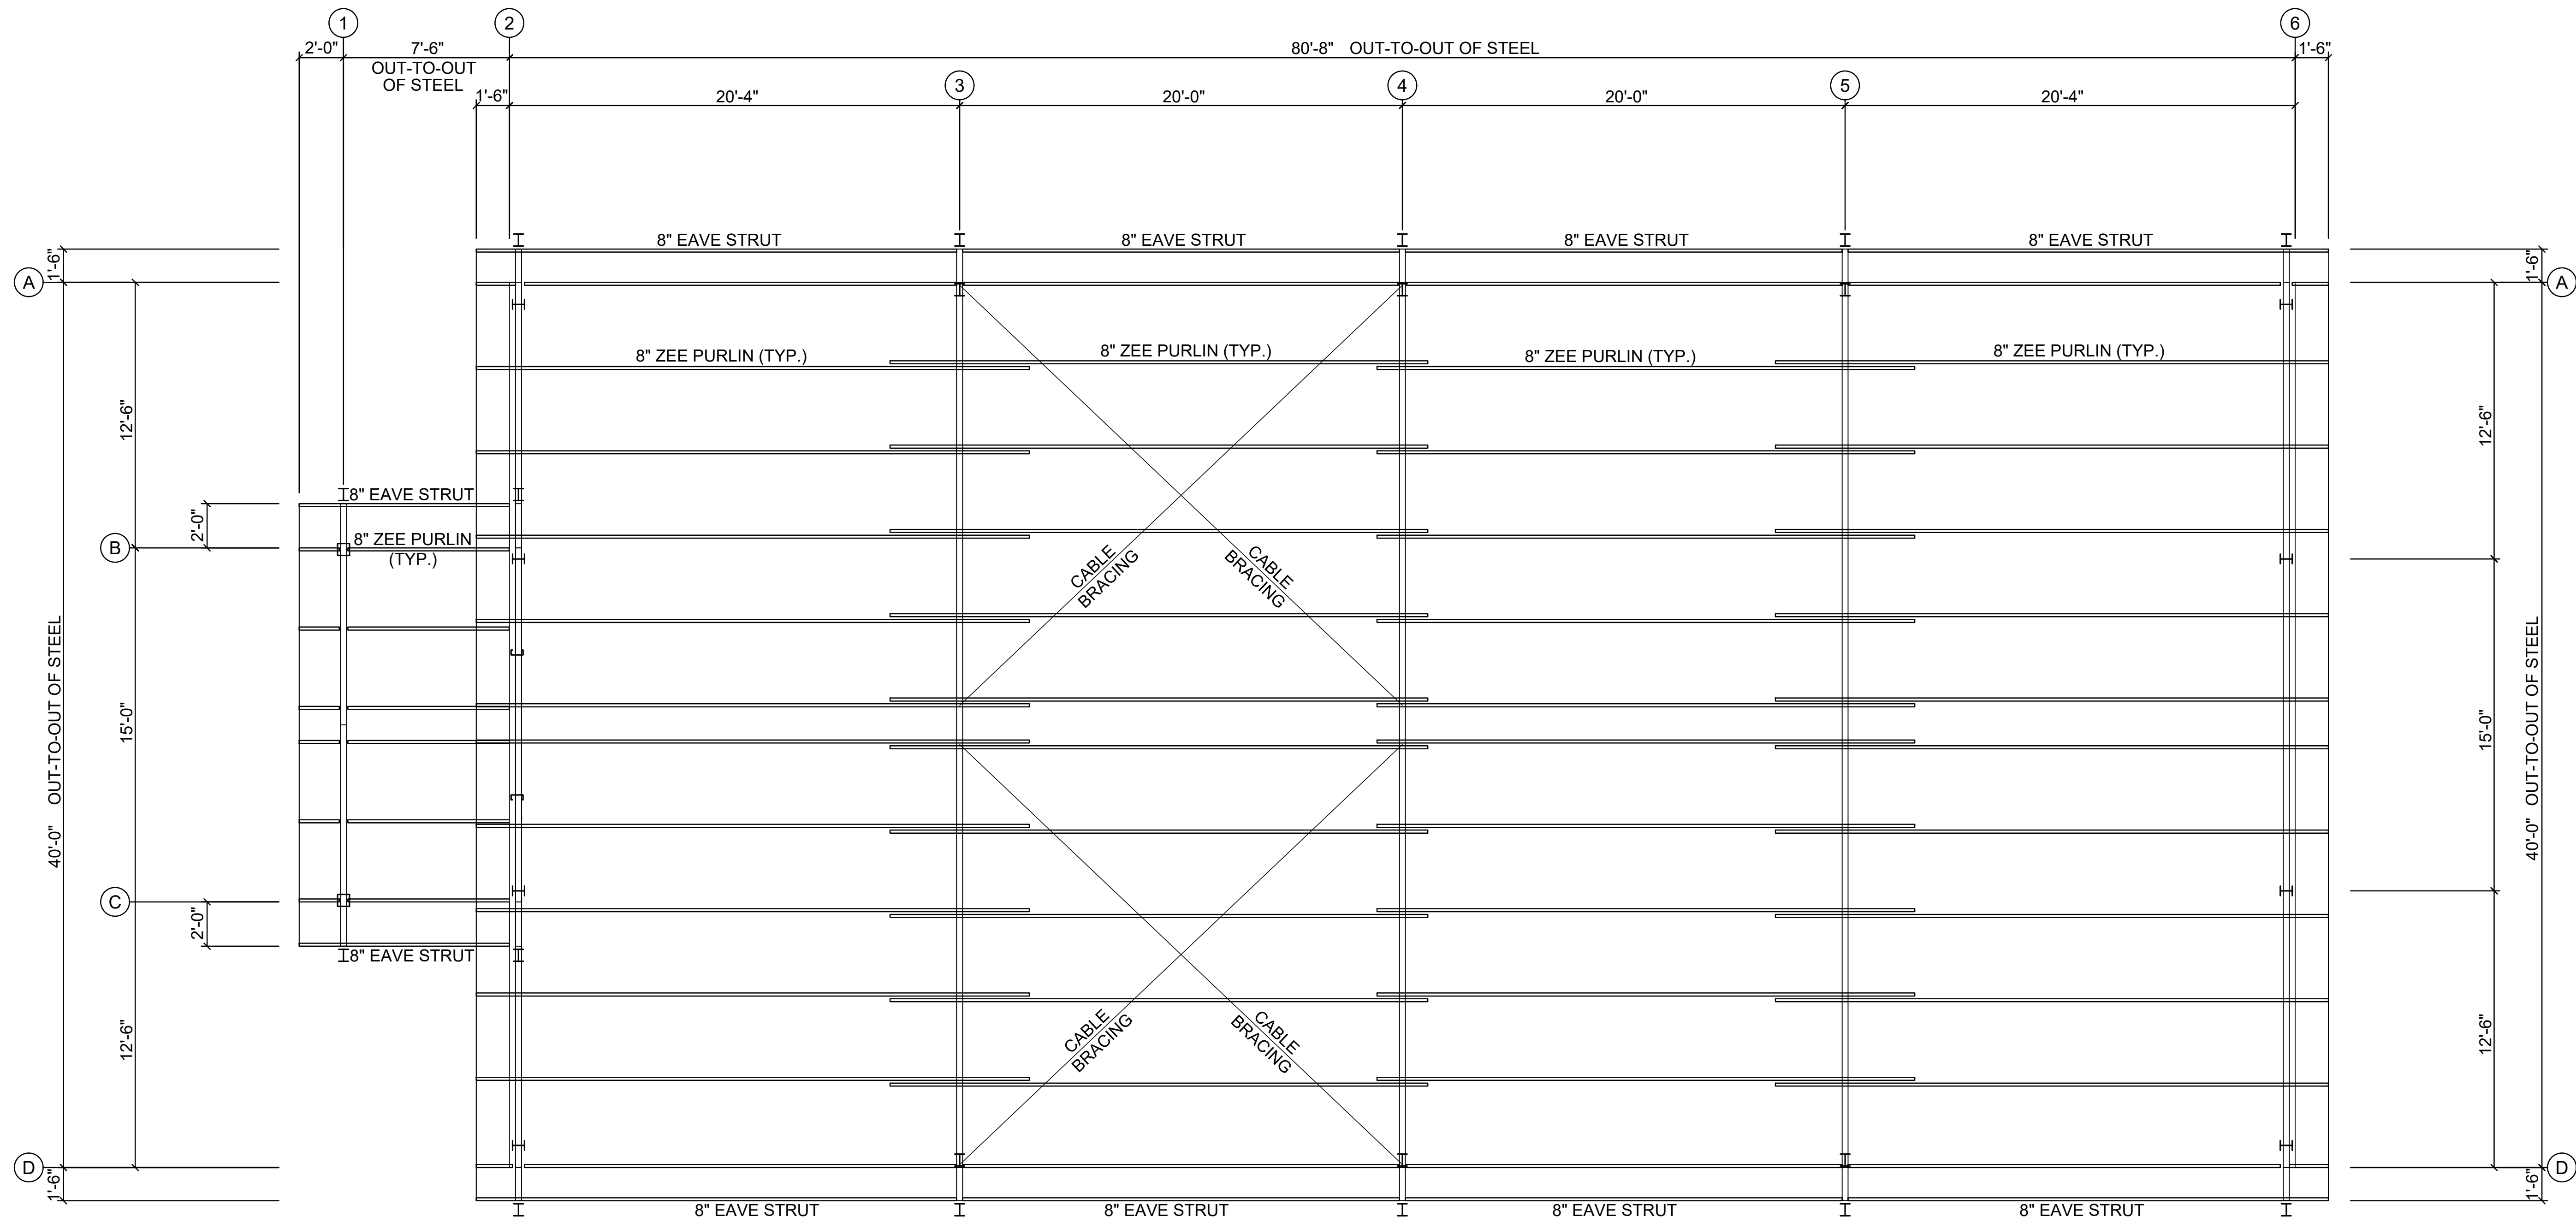 1
2
6
2'-0"
7'-6"
80'-8" OUT-TO-OUT OF STEEL
1'-6"
OUT-TO-OUT
OF STEEL
3
4
5
1'-6"
20'-4"
20'-0"
20'-0"
20'-4"
8" EAVE STRUT
8" EAVE STRUT
8" EAVE STRUT
8" EAVE STRUT
1'-6"
1'-6"
A
A
8" ZEE PURLIN (TYP.)
8" ZEE PURLIN (TYP.)
8" ZEE PURLIN (TYP.)
8" ZEE PURLIN (TYP.)
12'-6"
12'-6"
8" EAVE STRUT
2'-0"
B
8" ZEE PURLIN
(TYP.)
CABLE
BRACING
CABLE
BRACING
40'-0" OUT-TO-OUT OF STEEL
15'-0"
15'-0"
40'-0" OUT-TO-OUT OF STEEL
C
2'-0"
8" EAVE STRUT
12'-6"
CABLE
BRACING
CABLE
BRACING
12'-6"
D
D
1'-6"
1'-6"
8" EAVE STRUT
8" EAVE STRUT
8" EAVE STRUT
8" EAVE STRUT